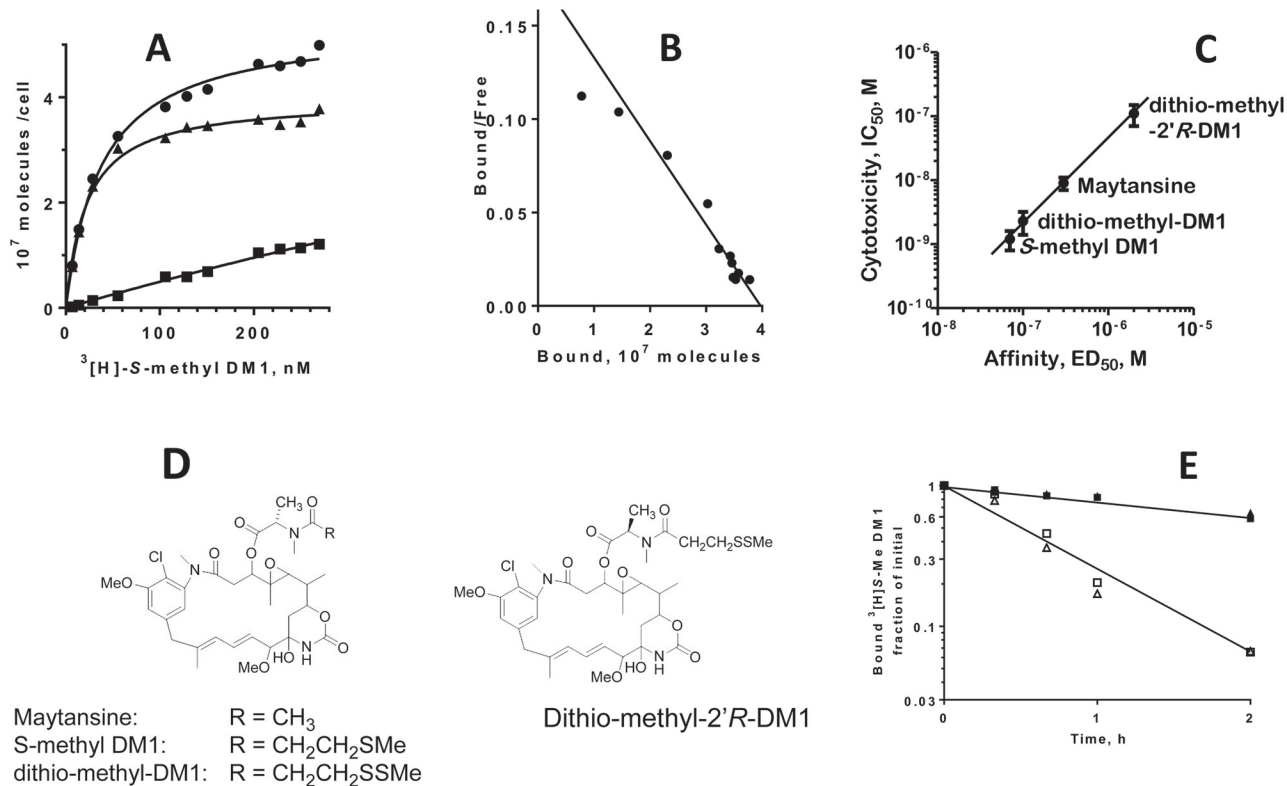 A
4
2
0
0
100
200
10⁷ molecules /cell
³[H]-S-methyl DM1, nM
B
0.15
0.10
0.05
0.00
0
1
2
3
4
Bound/Free
Bound, 10⁷ molecules
C
10⁻⁶
10⁻⁷
10⁻⁸
10⁻⁹
10⁻¹⁰
10⁻⁸
10⁻⁷
10⁻⁶
10⁻⁵
Cytotoxicity, IC₅₀, M
Affinity, ED₅₀, M
dithio-methyl
-2'R-DM1
Maytansine
dithio-methyl-DM1
S-methyl DM1
D
CH₃
O
O
N
R
O
Cl
N
O
O
MeO
O
N
H
O
HO
MeO
Maytansine: R = CH₃
S-methyl DM1: R = CH₂CH₂SMe
dithio-methyl-DM1: R = CH₂CH₂SSMe
CH₃
O
O
N
CH₂CH₂SSMe
O
Cl
N
O
O
MeO
O
N
H
O
HO
MeO
Dithio-methyl-2'R-DM1
E
1
0.6
0.3
0.1
0.03
0
1
2
Bound ³[H]S-Me DM1
fraction of initial
Time, h